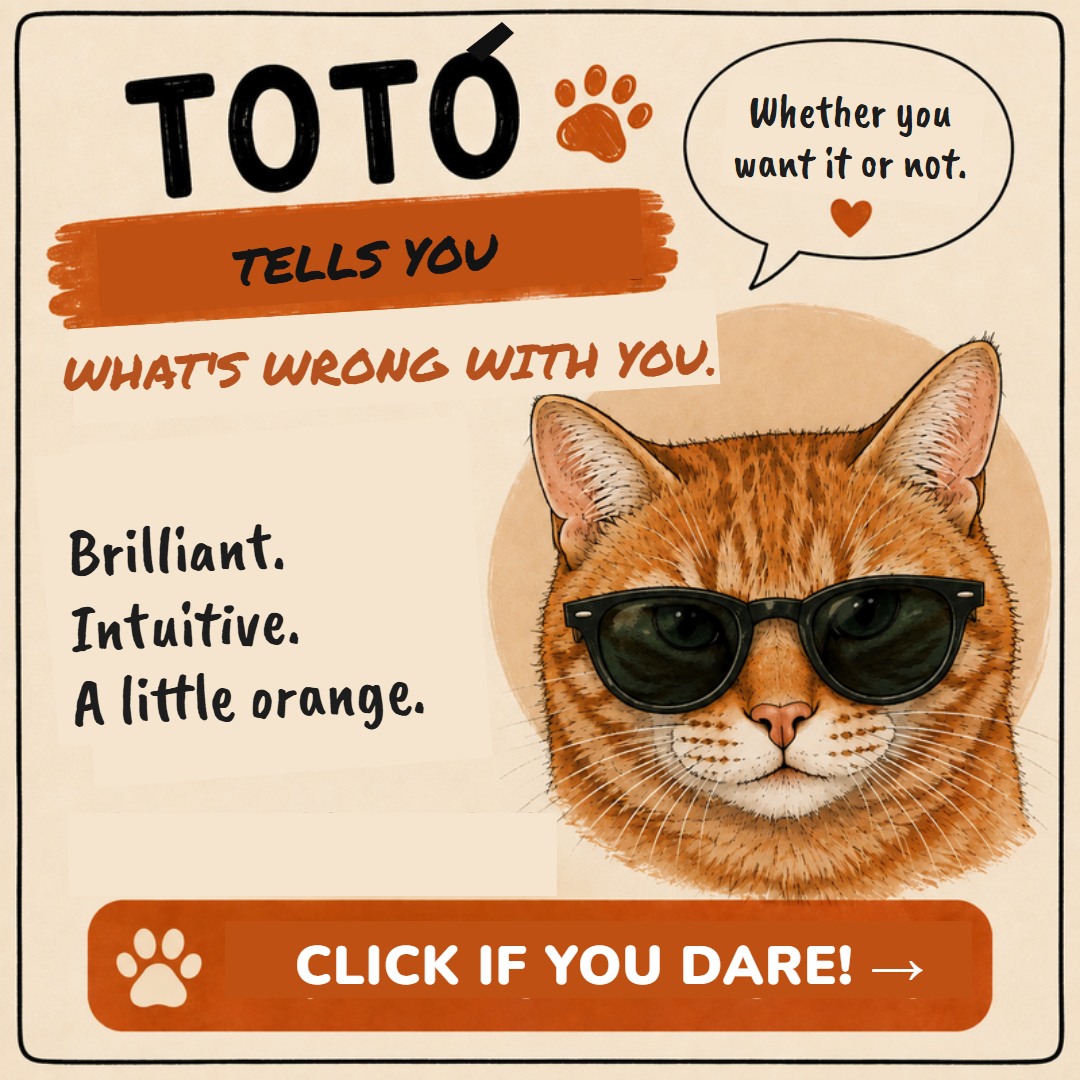 TOTÓ
TELLS YOU
WHAT'S WRONG WITH YOU.
Whether you
want it or not.
Brilliant.
Intuitive.
A little orange.
CLICK IF YOU DARE! →